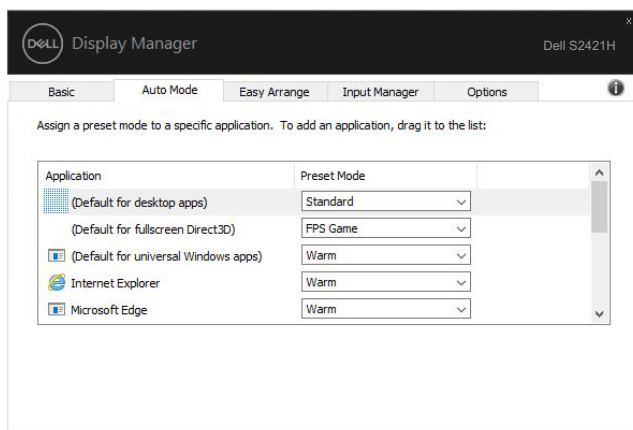 DELL Display Manager
Dell S2421H
Basic Auto Mode Easy Arrange Input Manager Options
Assign a preset mode to a specific application. To add an application, drag it to the list:
Application Preset Mode
(Default for desktop apps) Standard
(Default for fullscreen Direct3D) FPS Game
(Default for universal Windows apps) Warm
Internet Explorer Warm
Microsoft Edge Warm